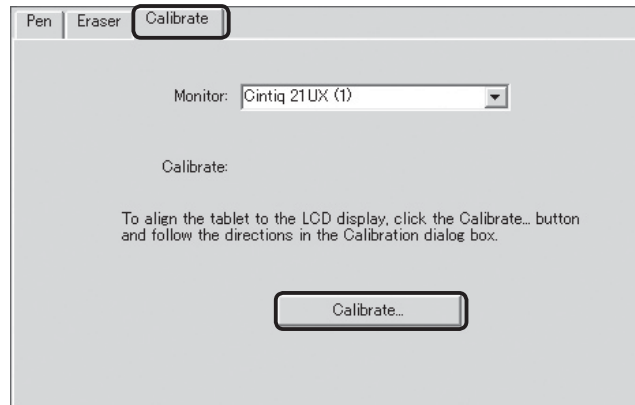 Pen Eraser Calibrate
Monitor: Cintiq 21UX (1)
Calibrate:
To align the tablet to the LCD display, click the Calibrate... button
and follow the directions in the Calibration dialog box.
Calibrate...